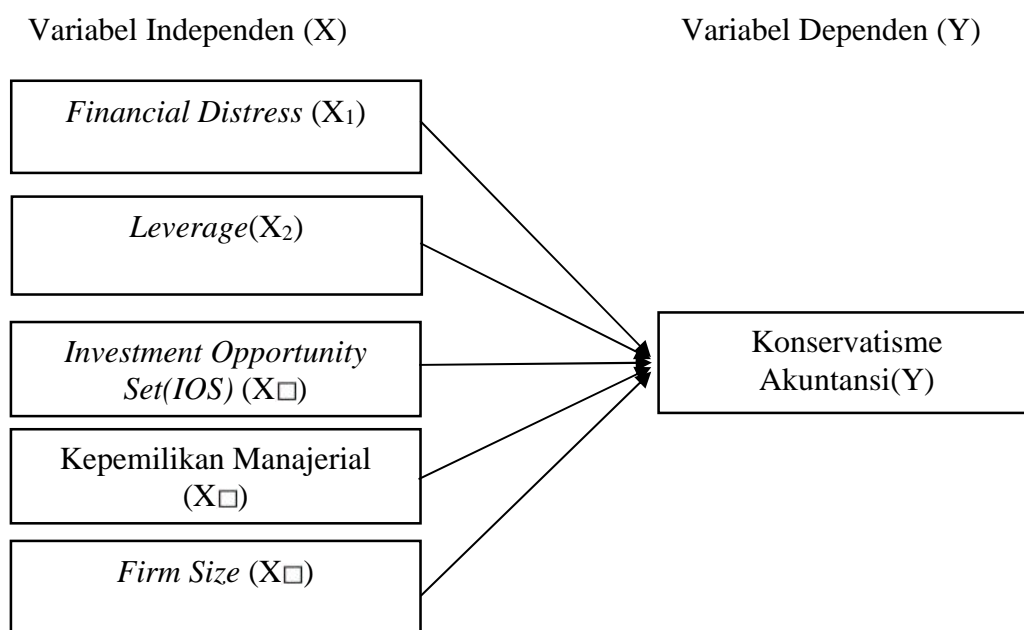 Variabel Independen (X)
Variabel Dependen (Y)
Financial Distress (X₁)
Leverage(X₂)
Investment Opportunity
Set(IOS) (X□)
Konservatisme
Akuntansi(Y)
Kepemilikan Manajerial
(X□)
Firm Size (X□)